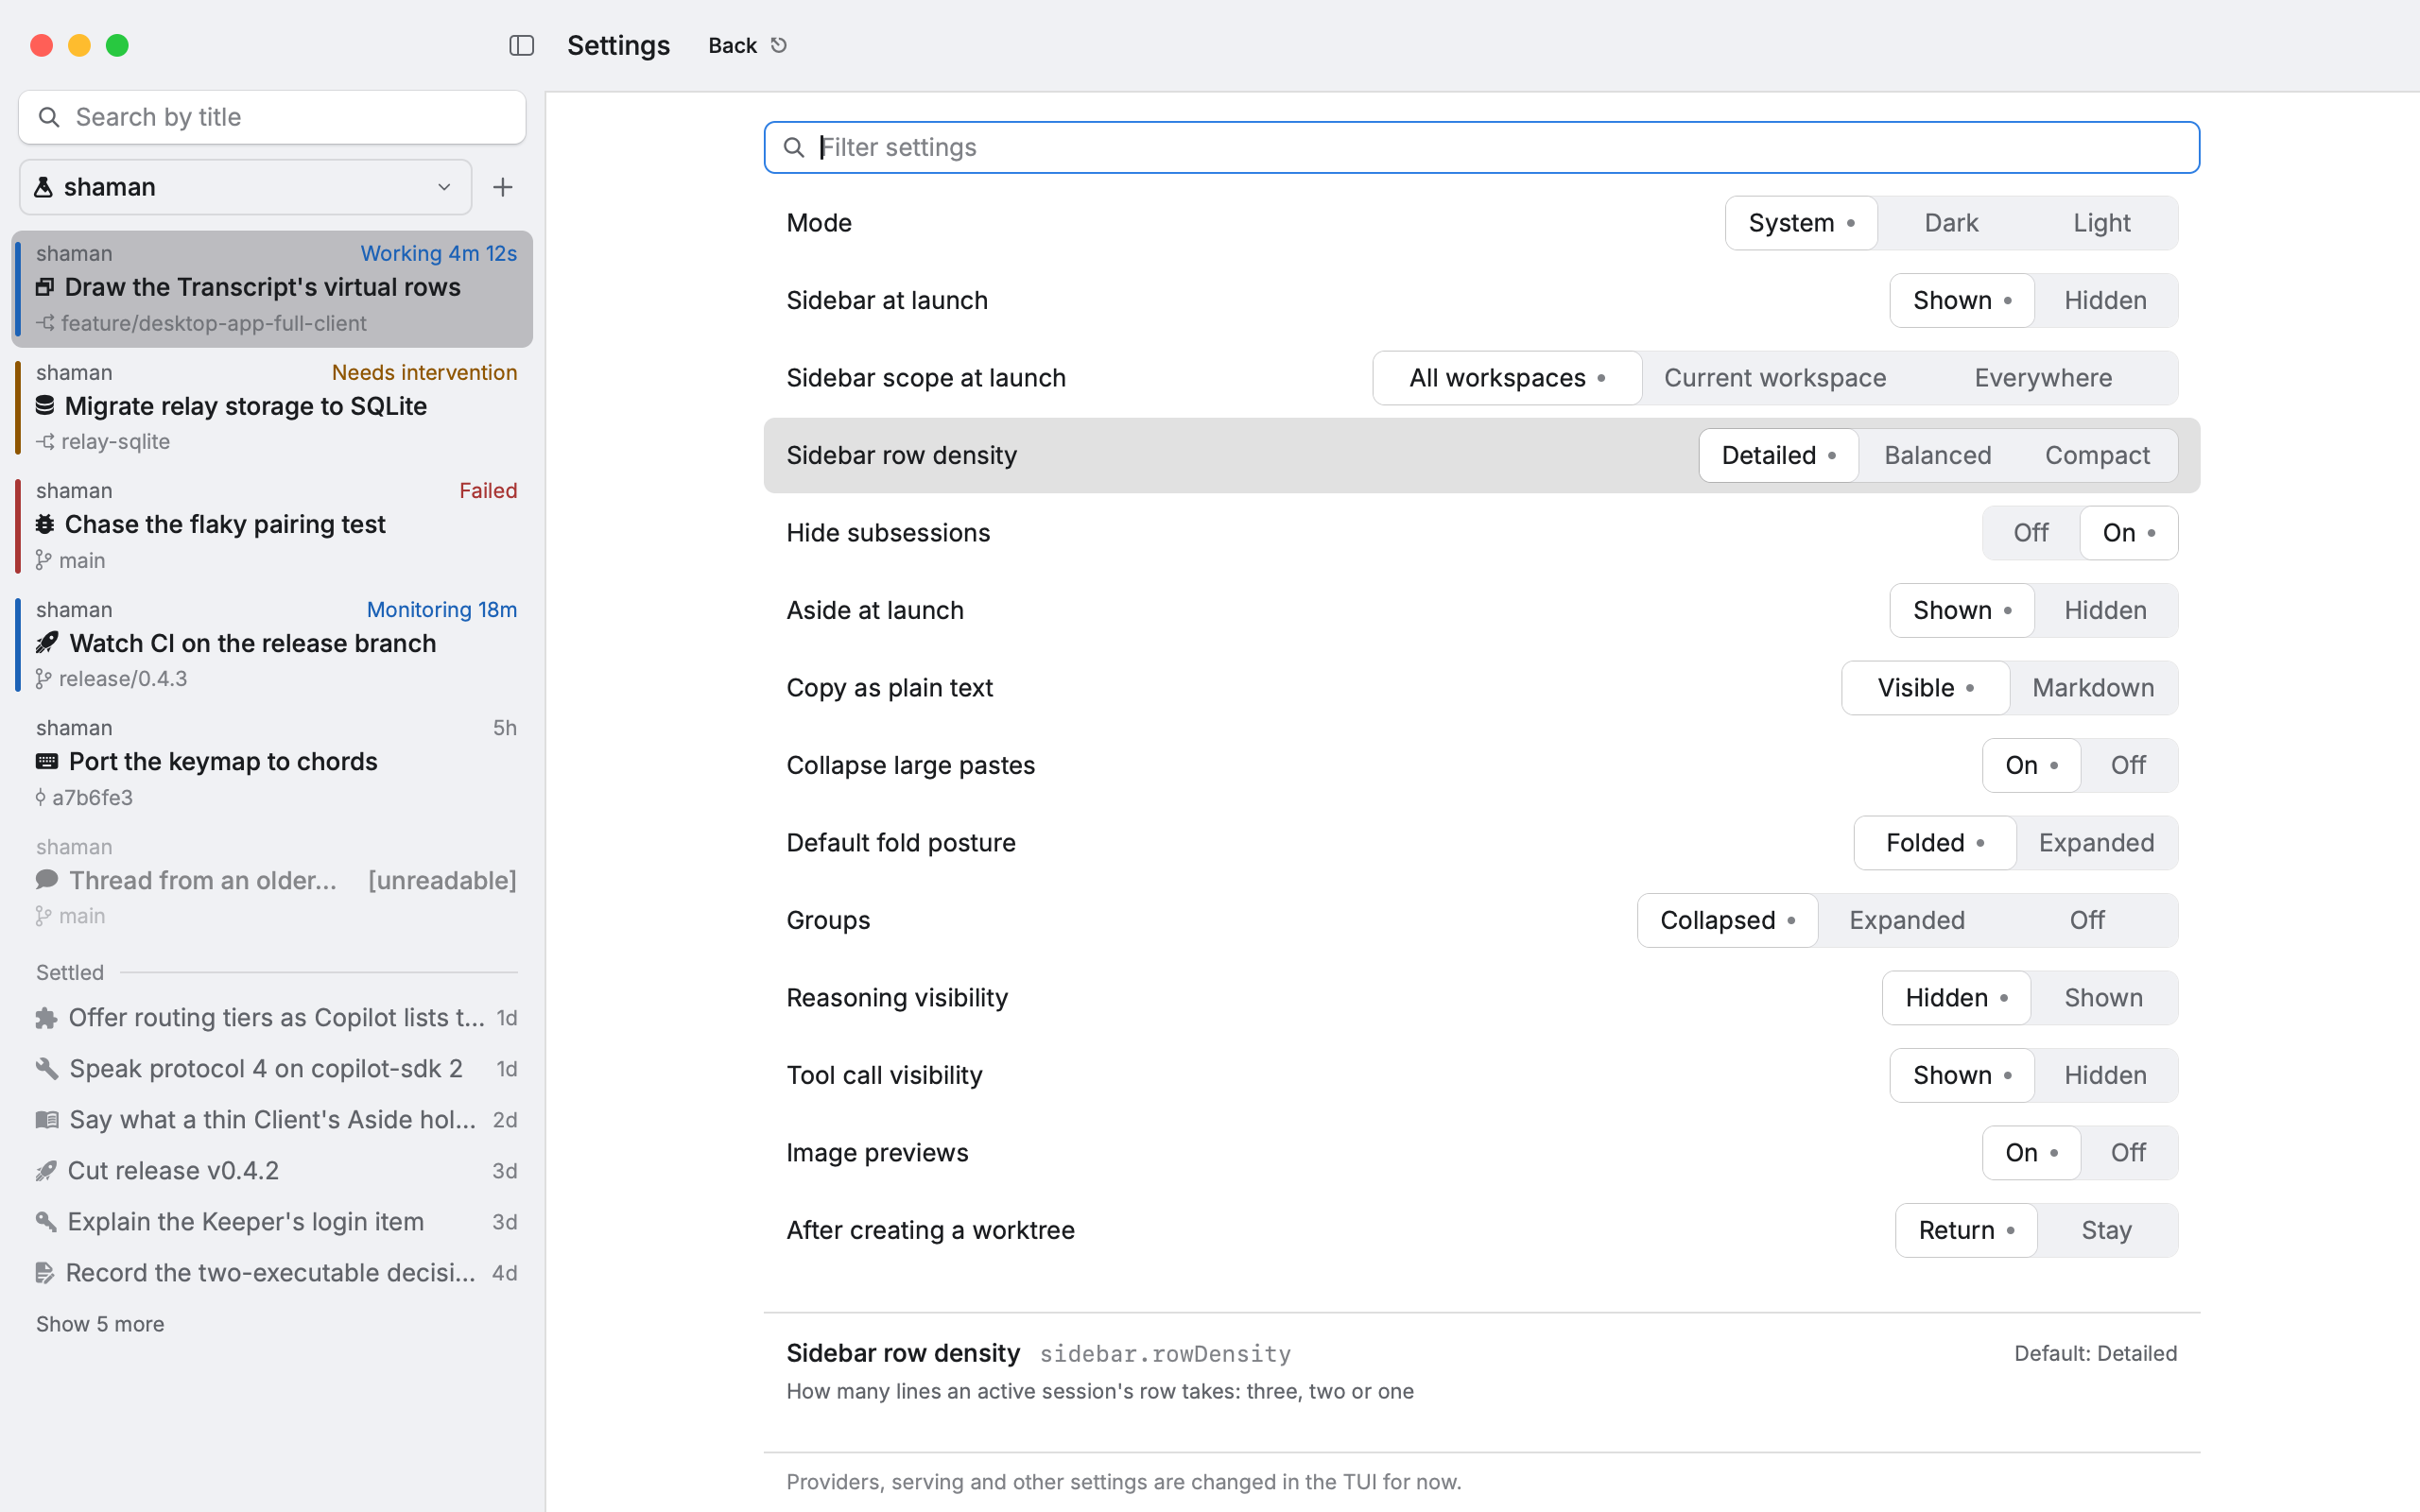 Settings Back
Search by title
shaman
shaman Working 4m 12s
Draw the Transcript's virtual rows
feature/desktop-app-full-client
shaman Needs intervention
Migrate relay storage to SQLite
relay-sqlite
shaman Failed
Chase the flaky pairing test
main
shaman Monitoring 18m
Watch CI on the release branch
release/0.4.3
shaman 5h
Port the keymap to chords
a7b6fe3
shaman
Thread from an older... [unreadable]
main
Settled
Offer routing tiers as Copilot lists t... 1d
Speak protocol 4 on copilot-sdk 2 1d
Say what a thin Client's Aside hol... 2d
Cut release v0.4.2 3d
Explain the Keeper's login item 3d
Record the two-executable decisi... 4d
Show 5 more
Filter settings
Mode System • Dark Light
Sidebar at launch Shown • Hidden
Sidebar scope at launch All workspaces • Current workspace Everywhere
Sidebar row density Detailed • Balanced Compact
Hide subsessions Off On •
Aside at launch Shown • Hidden
Copy as plain text Visible • Markdown
Collapse large pastes On • Off
Default fold posture Folded • Expanded
Groups Collapsed • Expanded Off
Reasoning visibility Hidden • Shown
Tool call visibility Shown • Hidden
Image previews On • Off
After creating a worktree Return • Stay
Sidebar row density sidebar.rowDensity Default: Detailed
How many lines an active session's row takes: three, two or one
Providers, serving and other settings are changed in the TUI for now.